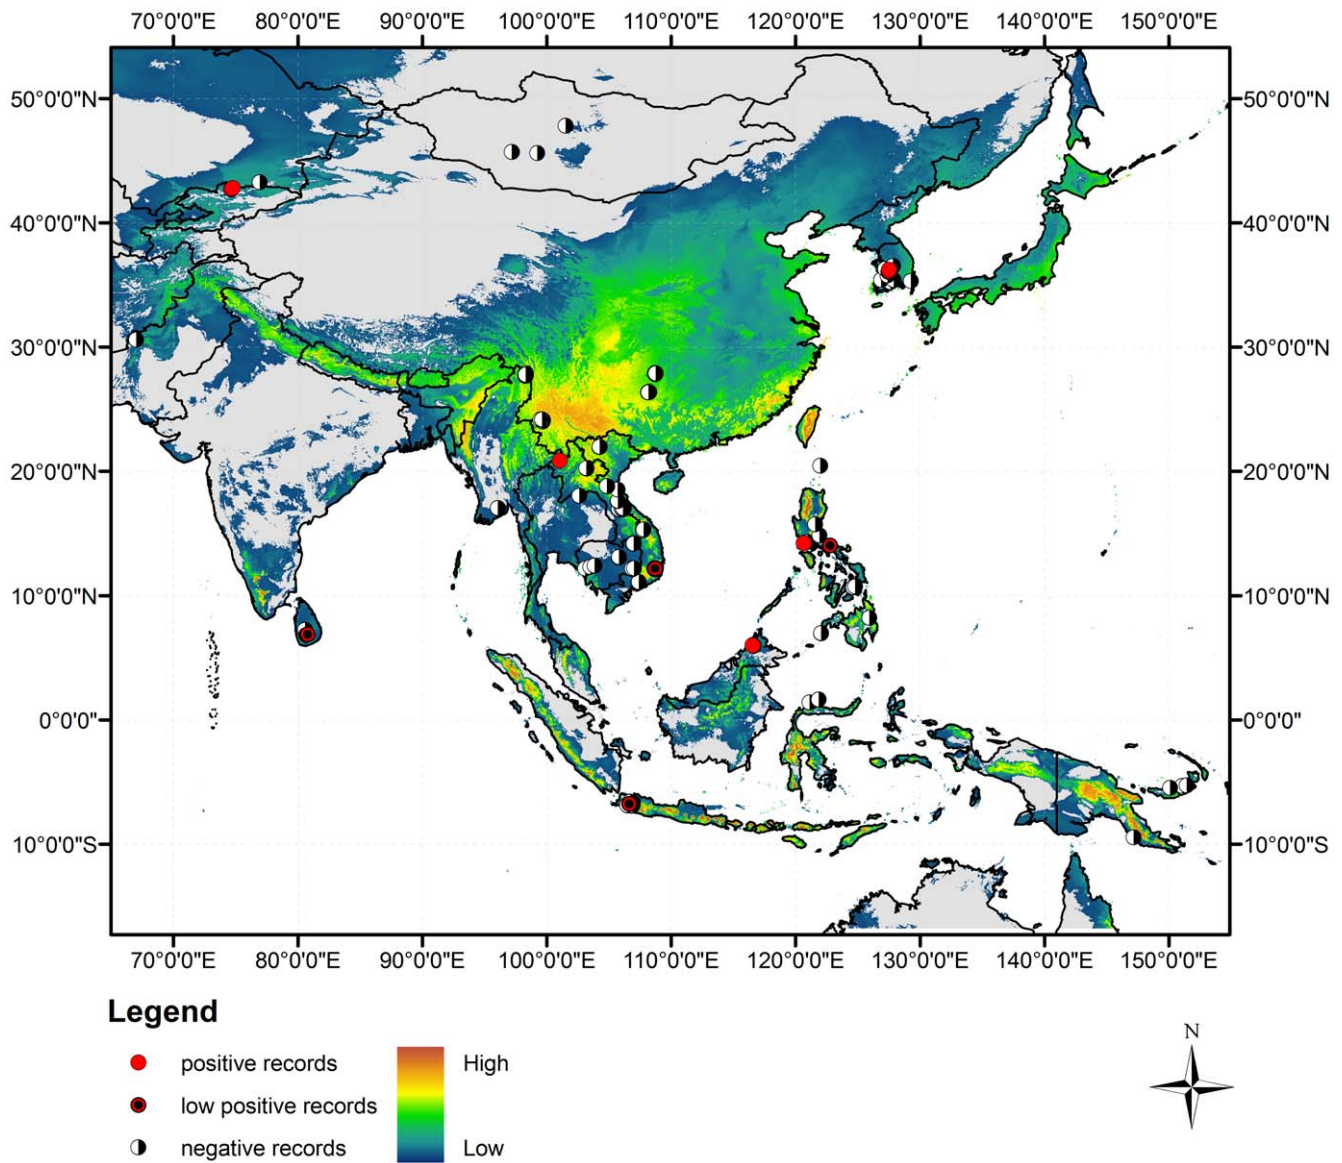 70°0'0"E 80°0'0"E 90°0'0"E 100°0'0"E 110°0'0"E 120°0'0"E 130°0'0"E 140°0'0"E 150°0'0"E
50°0'0"N 50°0'0"N
40°0'0"N 40°0'0"N
30°0'0"N 30°0'0"N
20°0'0"N 20°0'0"N
10°0'0"N 10°0'0"N
0°0'0" 0°0'0"
10°0'0"S 10°0'0"S
70°0'0"E 80°0'0"E 90°0'0"E 100°0'0"E 110°0'0"E 120°0'0"E 130°0'0"E 140°0'0"E 150°0'0"E
Legend
positive records High
low positive records
negative records Low
N